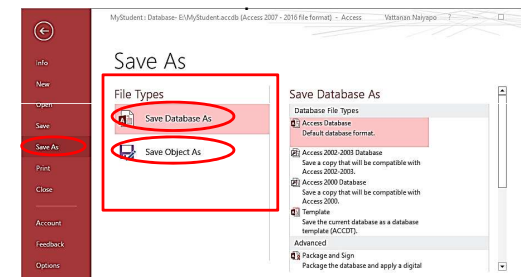 MyStudent : Database- E:\MyStudent.accdb (Access 2007 - 2016 file format) - Access
Vattanan Naiyapo
?
Info
New
Open
Save
Save As
Print
Close
Account
Feedback
Options
Save As
File Types
Save Database As
Save Object As
Save Database As
Database File Types
Access Database
Default database format.
Access 2002-2003 Database
Save a copy that will be compatible with
Access 2002-2003.
Access 2000 Database
Save a copy that will be compatible with
Access 2000.
Template
Save the current database as a database
template (ACCDT).
Advanced
Package and Sign
Package the database and apply a digital